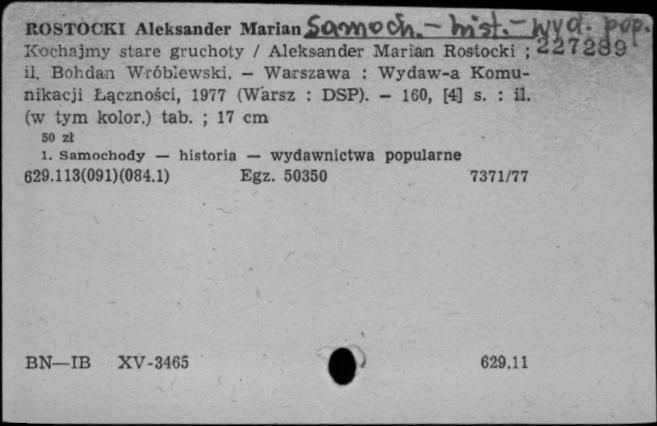 ROSTOCKI Aleksander Marian Samoch. - hist. - wyd. pop.
Kochajmy stare gruchoty / Aleksander Marian Rostocki ; 227289
il. Bohdan Wróblewski. — Warszawa : Wydaw-a Komu-
nikacji Łączności, 1977 (Warsz : DSP). — 160, [4] s. : il.
(w tym kolor.) tab. ; 17 cm
50 zł
1. Samochody — historia — wydawnictwa popularne
629.113(091)(084.1) Egz. 50350 7371/77
BN—IB XV-3465 629.11